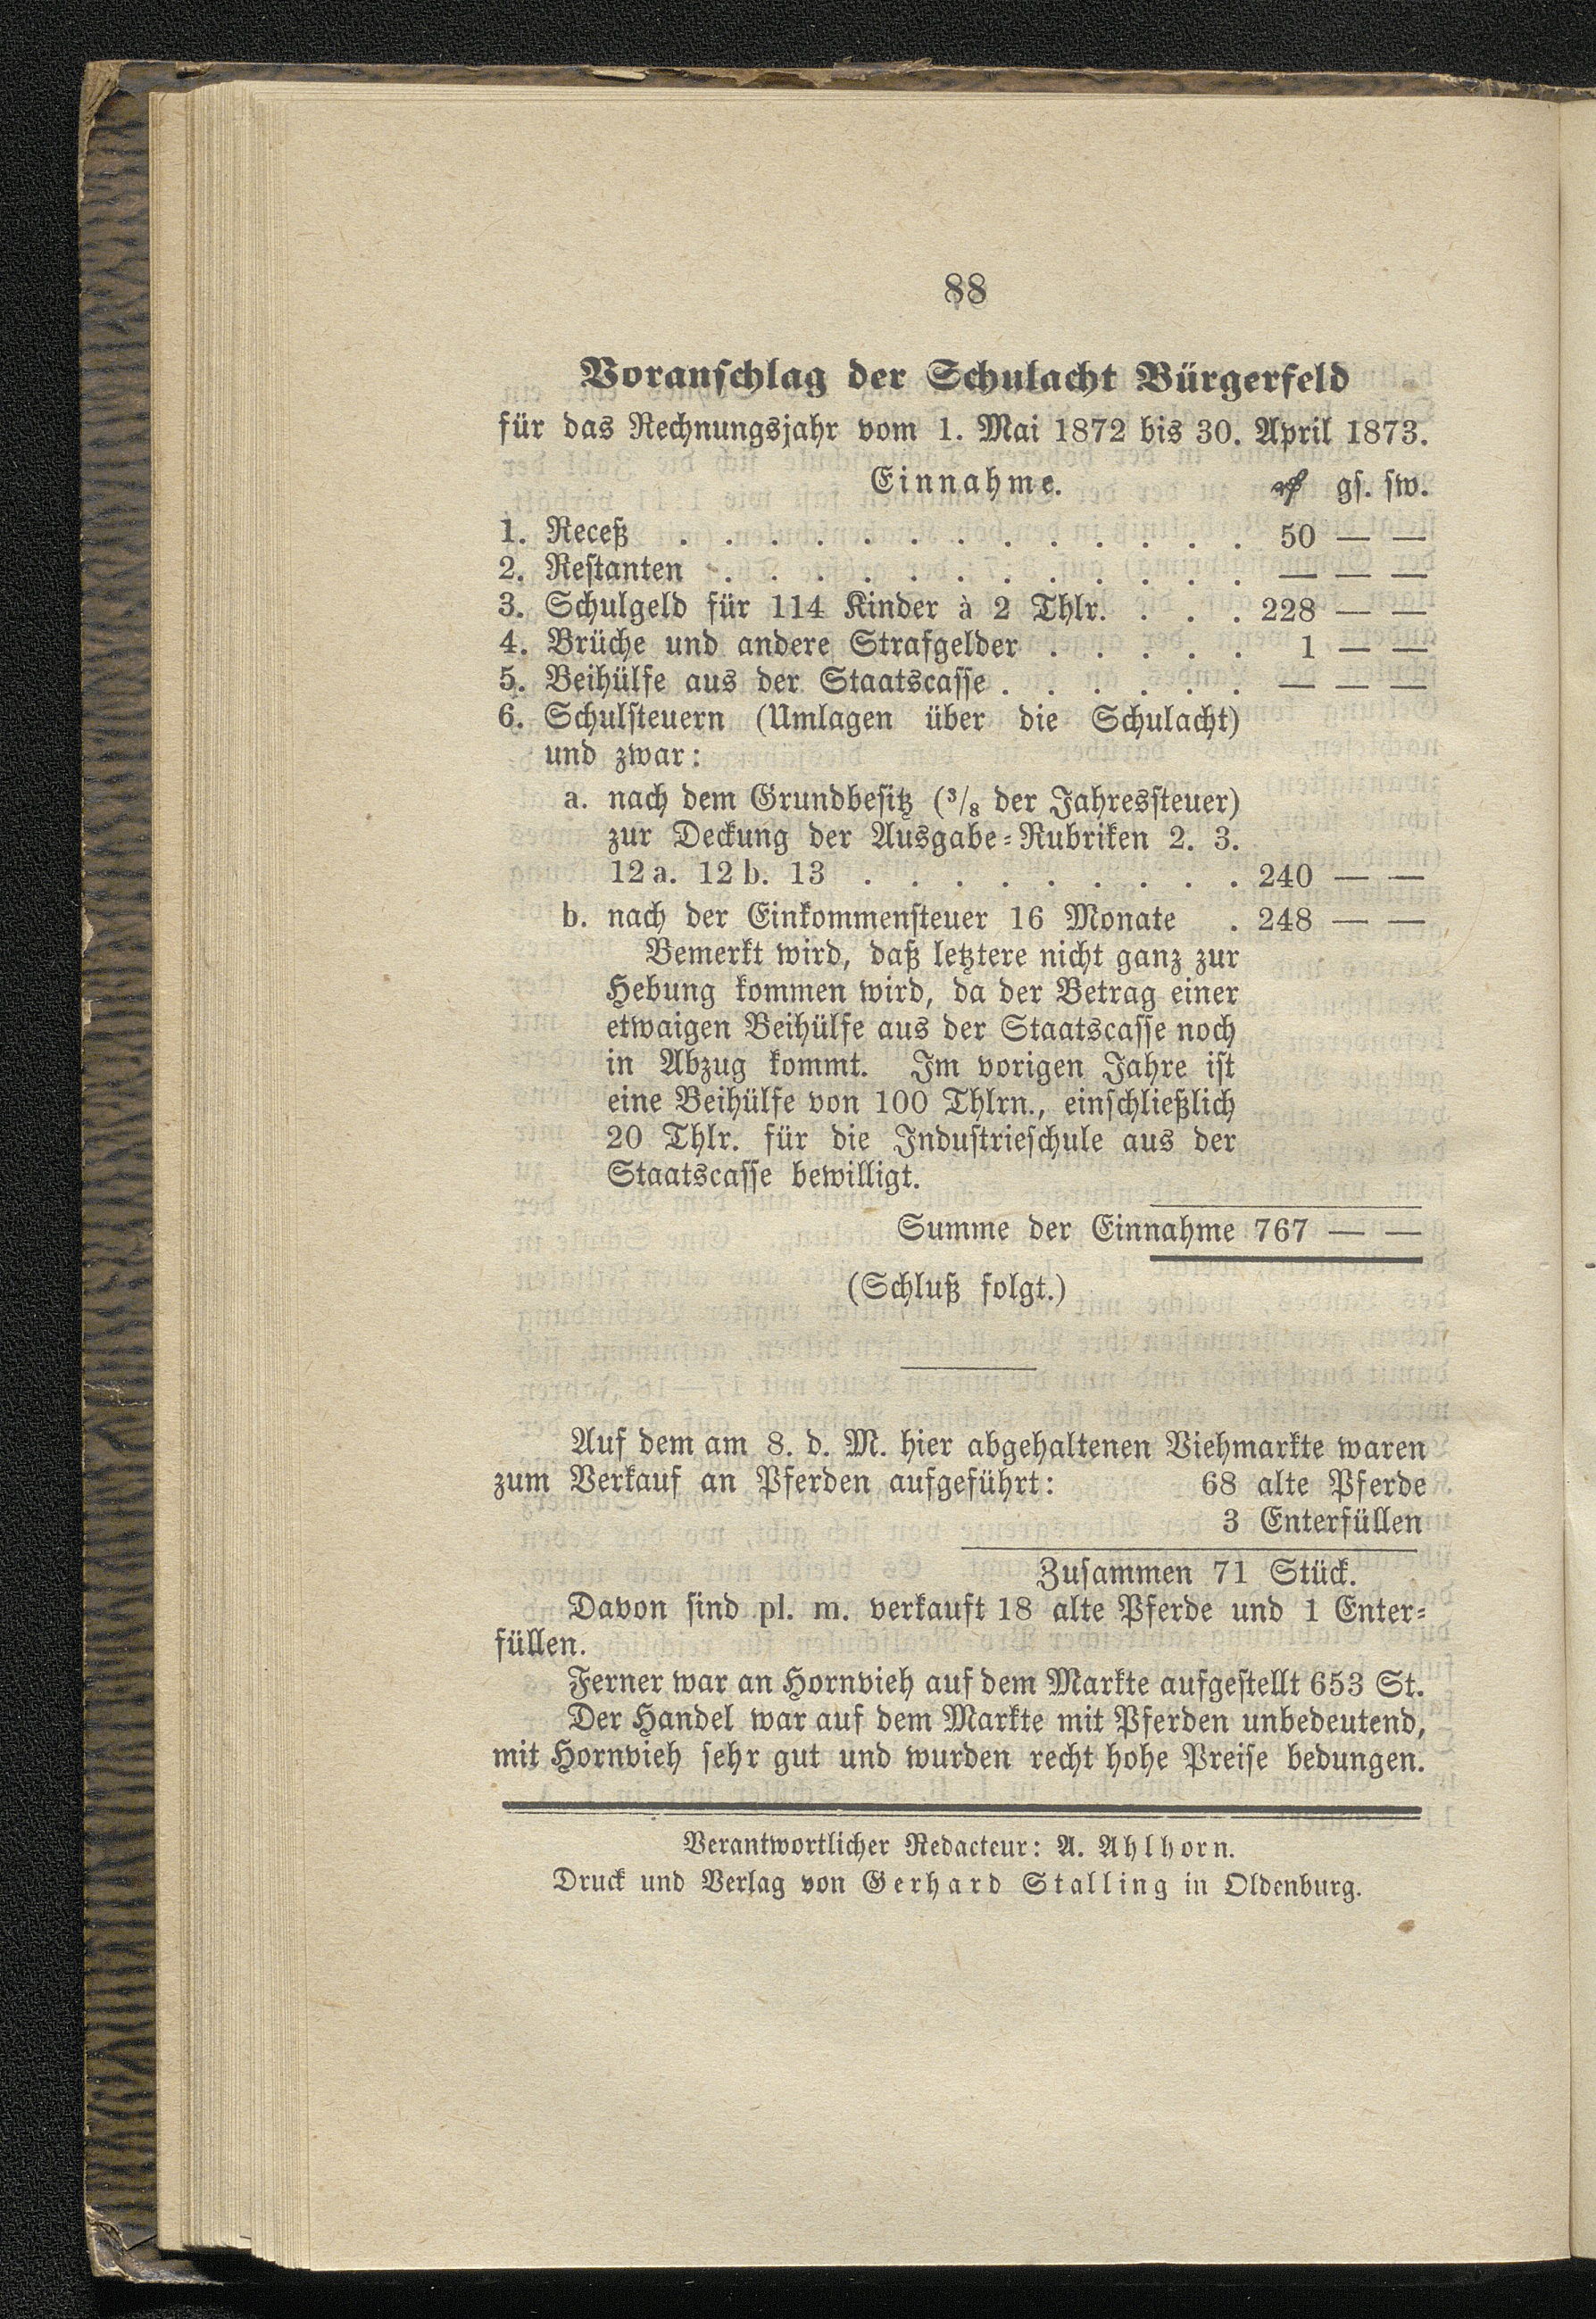 88
Voranschlag der Schulacht Bürgerfeld
für das Rechnungsjahr vom 1. Mai 1872 bis 30. April 1873.
Einnahme. ₰ gs. sw.
1. Receß . . . . . . . . . . . . . 50 — —
2. Restanten . . . . . . . . . . . . — — —
3. Schulgeld für 114 Kinder à 2 Thlr. . . . 228 — —
4. Brüche und andere Strafgelder . . . . . 1 — —
5. Beihülfe aus der Staatscasse . . . . . . — — —
6. Schulsteuern (Umlagen über die Schulacht)
und zwar:
a. nach dem Grundbesitz (3/8 der Jahressteuer)
zur Deckung der Ausgabe-Rubriken 2. 3.
12 a. 12 b. 13 . . . . . . . . . 240 — —
b. nach der Einkommensteuer 16 Monate . 248 — —
Bemerkt wird, daß letztere nicht ganz zur
Hebung kommen wird, da der Betrag einer
etwaigen Beihülfe aus der Staatscasse noch
in Abzug kommt. Im vorigen Jahre ist
eine Beihülfe von 100 Thlrn., einschließlich
20 Thlr. für die Industrieschule aus der
Staatscasse bewilligt.
Summe der Einnahme 767 — —
(Schluß folgt.)
Auf dem am 8. d. M. hier abgehaltenen Viehmarkte waren
zum Verkauf an Pferden aufgeführt: 68 alte Pferde
3 Enterfüllen
Zusammen 71 Stück.
Davon sind pl. m. verkauft 18 alte Pferde und 1 Enter-
füllen.
Ferner war an Hornvieh auf dem Markte aufgestellt 653 St.
Der Handel war auf dem Markte mit Pferden unbedeutend,
mit Hornvieh sehr gut und wurden recht hohe Preise bedungen.
Verantwortlicher Redacteur: A. Ahlhorn.
Druck und Verlag von Gerhard Stalling in Oldenburg.